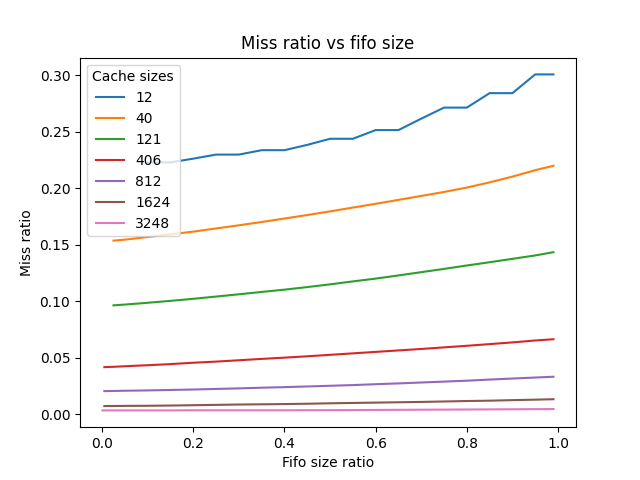 Miss ratio vs fifo size
Cache sizes
12
40
121
406
812
1624
3248
0.30
0.25
0.20
0.15
0.10
0.05
0.00
Miss ratio
0.0 0.2 0.4 0.6 0.8 1.0
Fifo size ratio